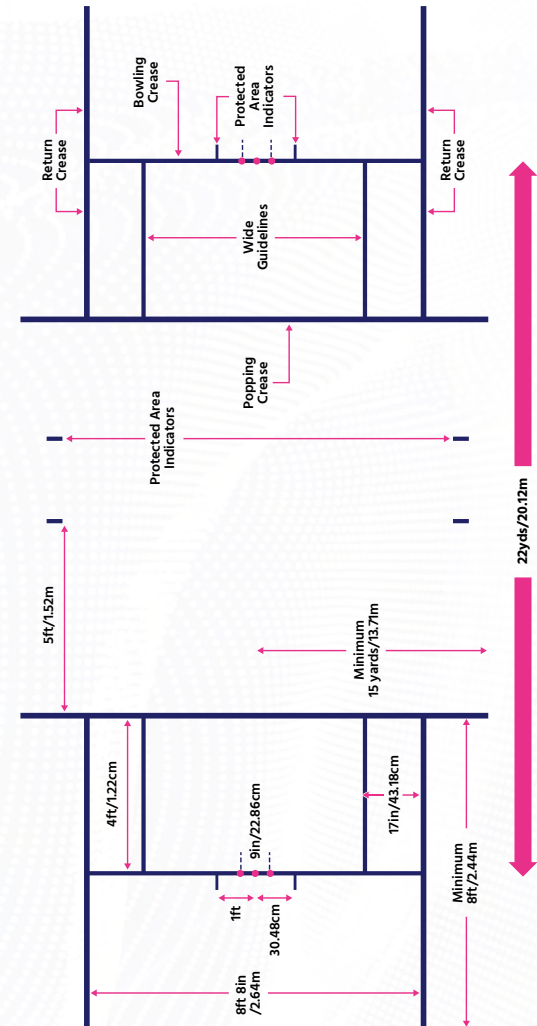 Return
Crease
Bowling
Crease
Protected
Area
Indicators
Return
Crease
Wide
Guidelines
Popping
Crease
Protected Area
Indicators
22yds/20.12m
5ft/1.52m
Minimum
15 yards/13.71m
4ft/1.22cm
9in/22.86cm
17in/43.18cm
Minimum
8ft/2.44m
1ft
30.48cm
8ft 8in
/2.64m